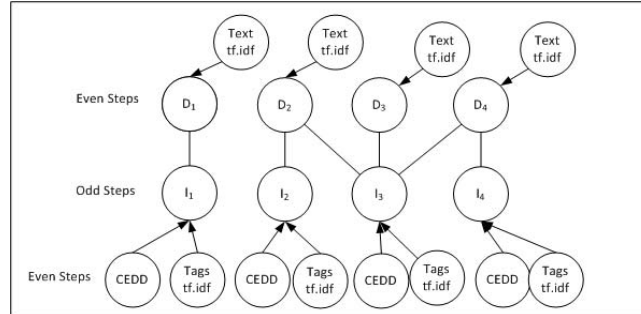 Text
tf.idf
Text
tf.idf
Text
tf.idf
Text
tf.idf
Even Steps
D1
D2
D3
D4
Odd Steps
I1
I2
I3
I4
Even Steps
CEDD
Tags
tf.idf
CEDD
Tags
tf.idf
CEDD
Tags
tf.idf
CEDD
Tags
tf.idf